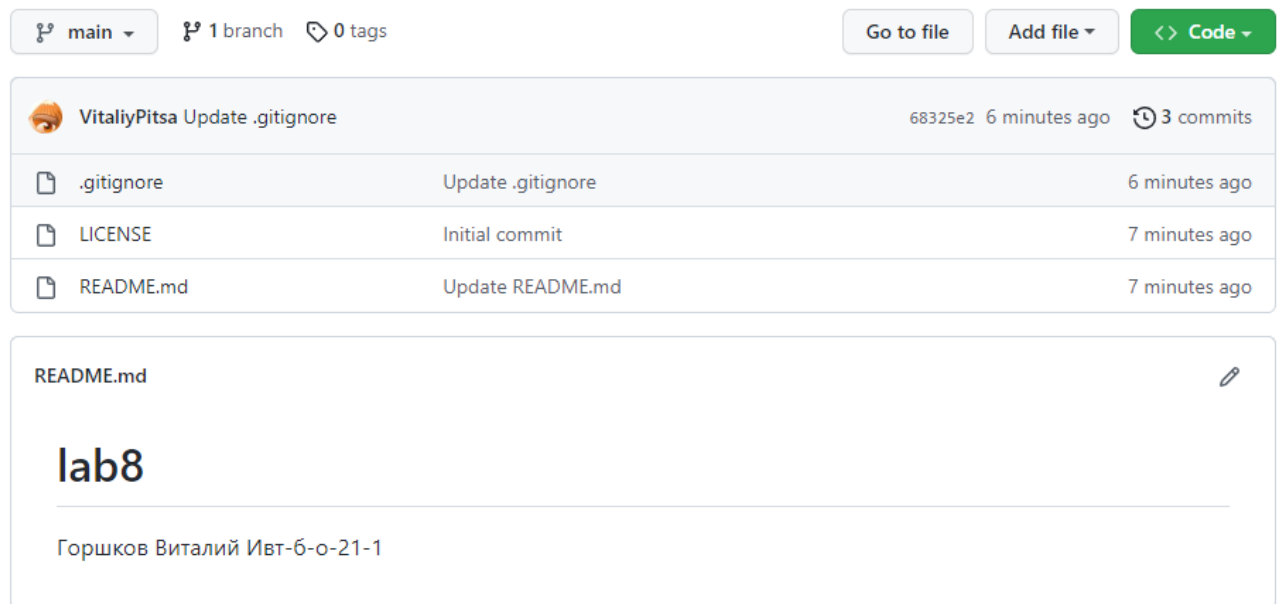 main 1 branch 0 tags Go to file Add file Code
VitaliyPitsa Update .gitignore 68325e2 6 minutes ago 3 commits
.gitignore Update .gitignore 6 minutes ago
LICENSE Initial commit 7 minutes ago
README.md Update README.md 7 minutes ago
README.md
lab8
Горшков Виталий Ивт-б-о-21-1